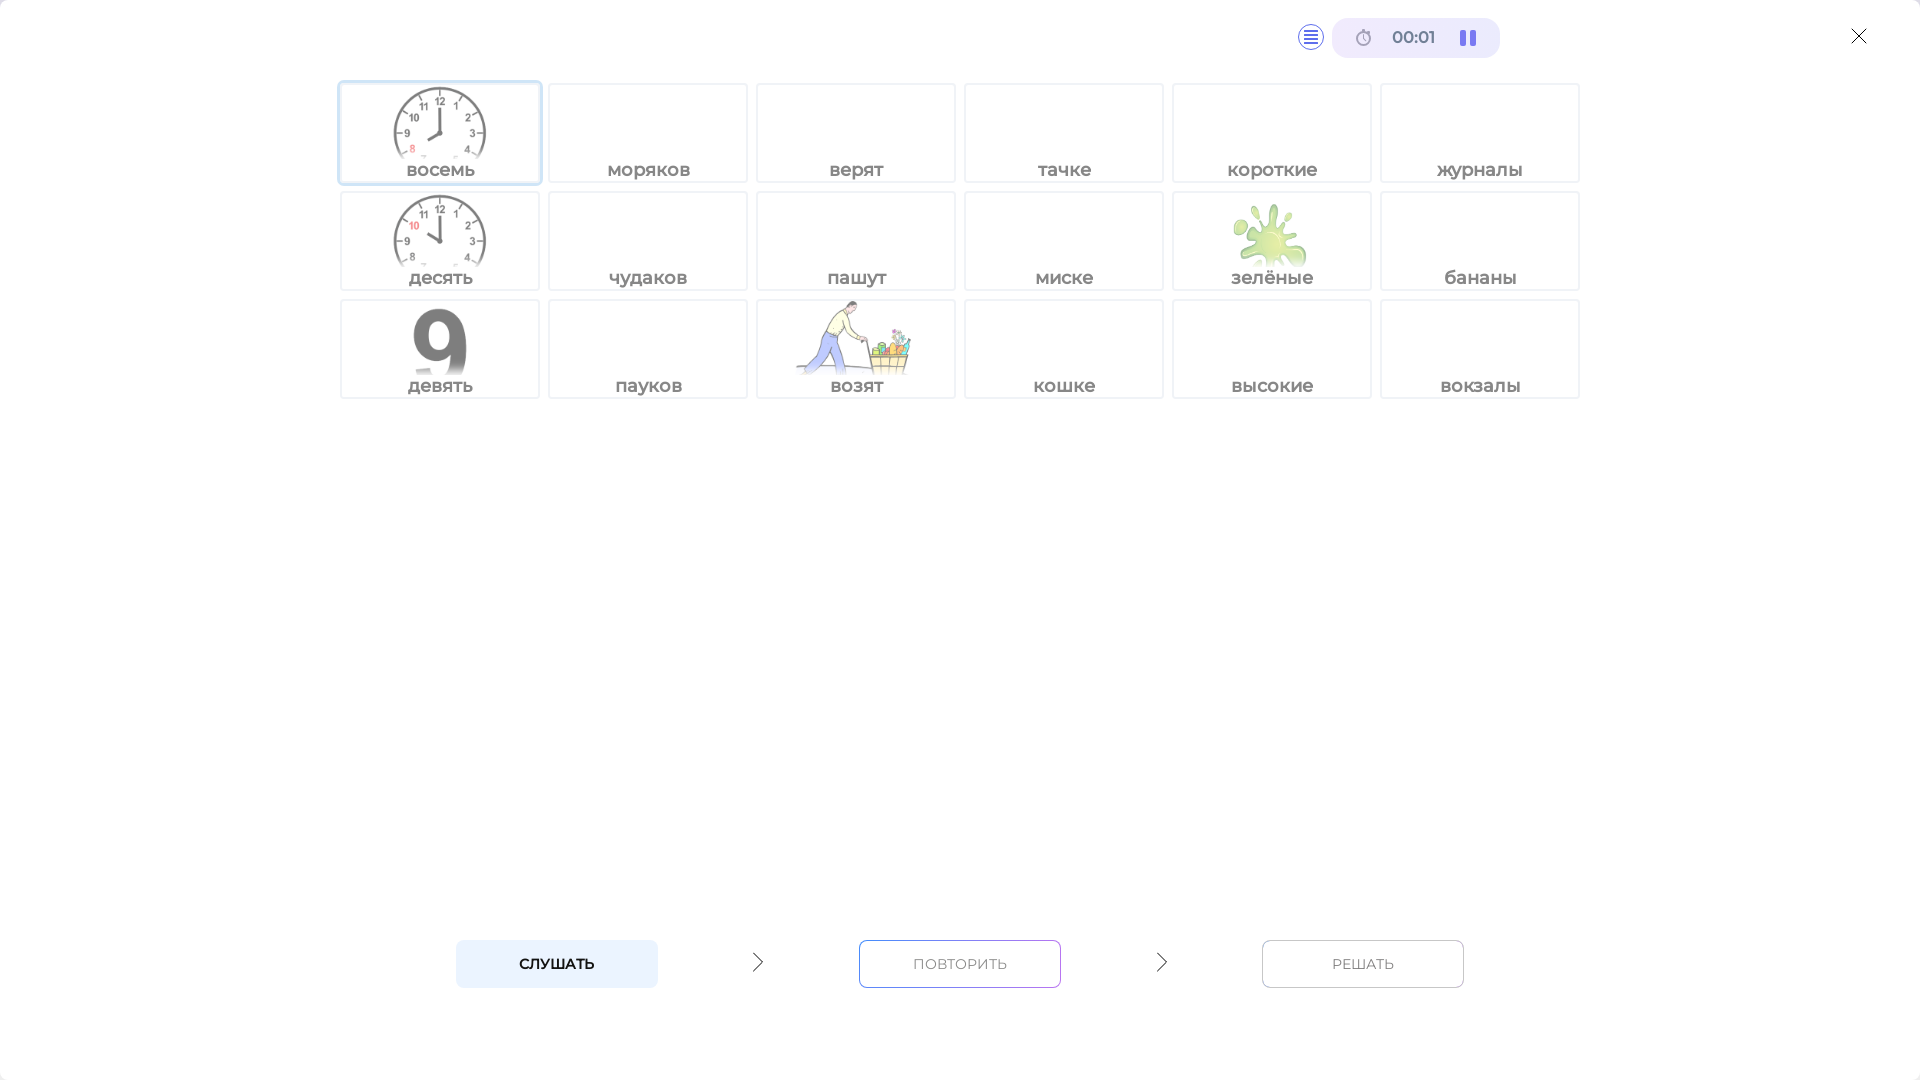 00:01
восемь моряков верят тачке короткие журналы
десять чудаков пашут миске зелёные бананы
девять пауков возят кошке высокие вокзалы
СЛУШАТЬ ПОВТОРИТЬ РЕШАТЬ